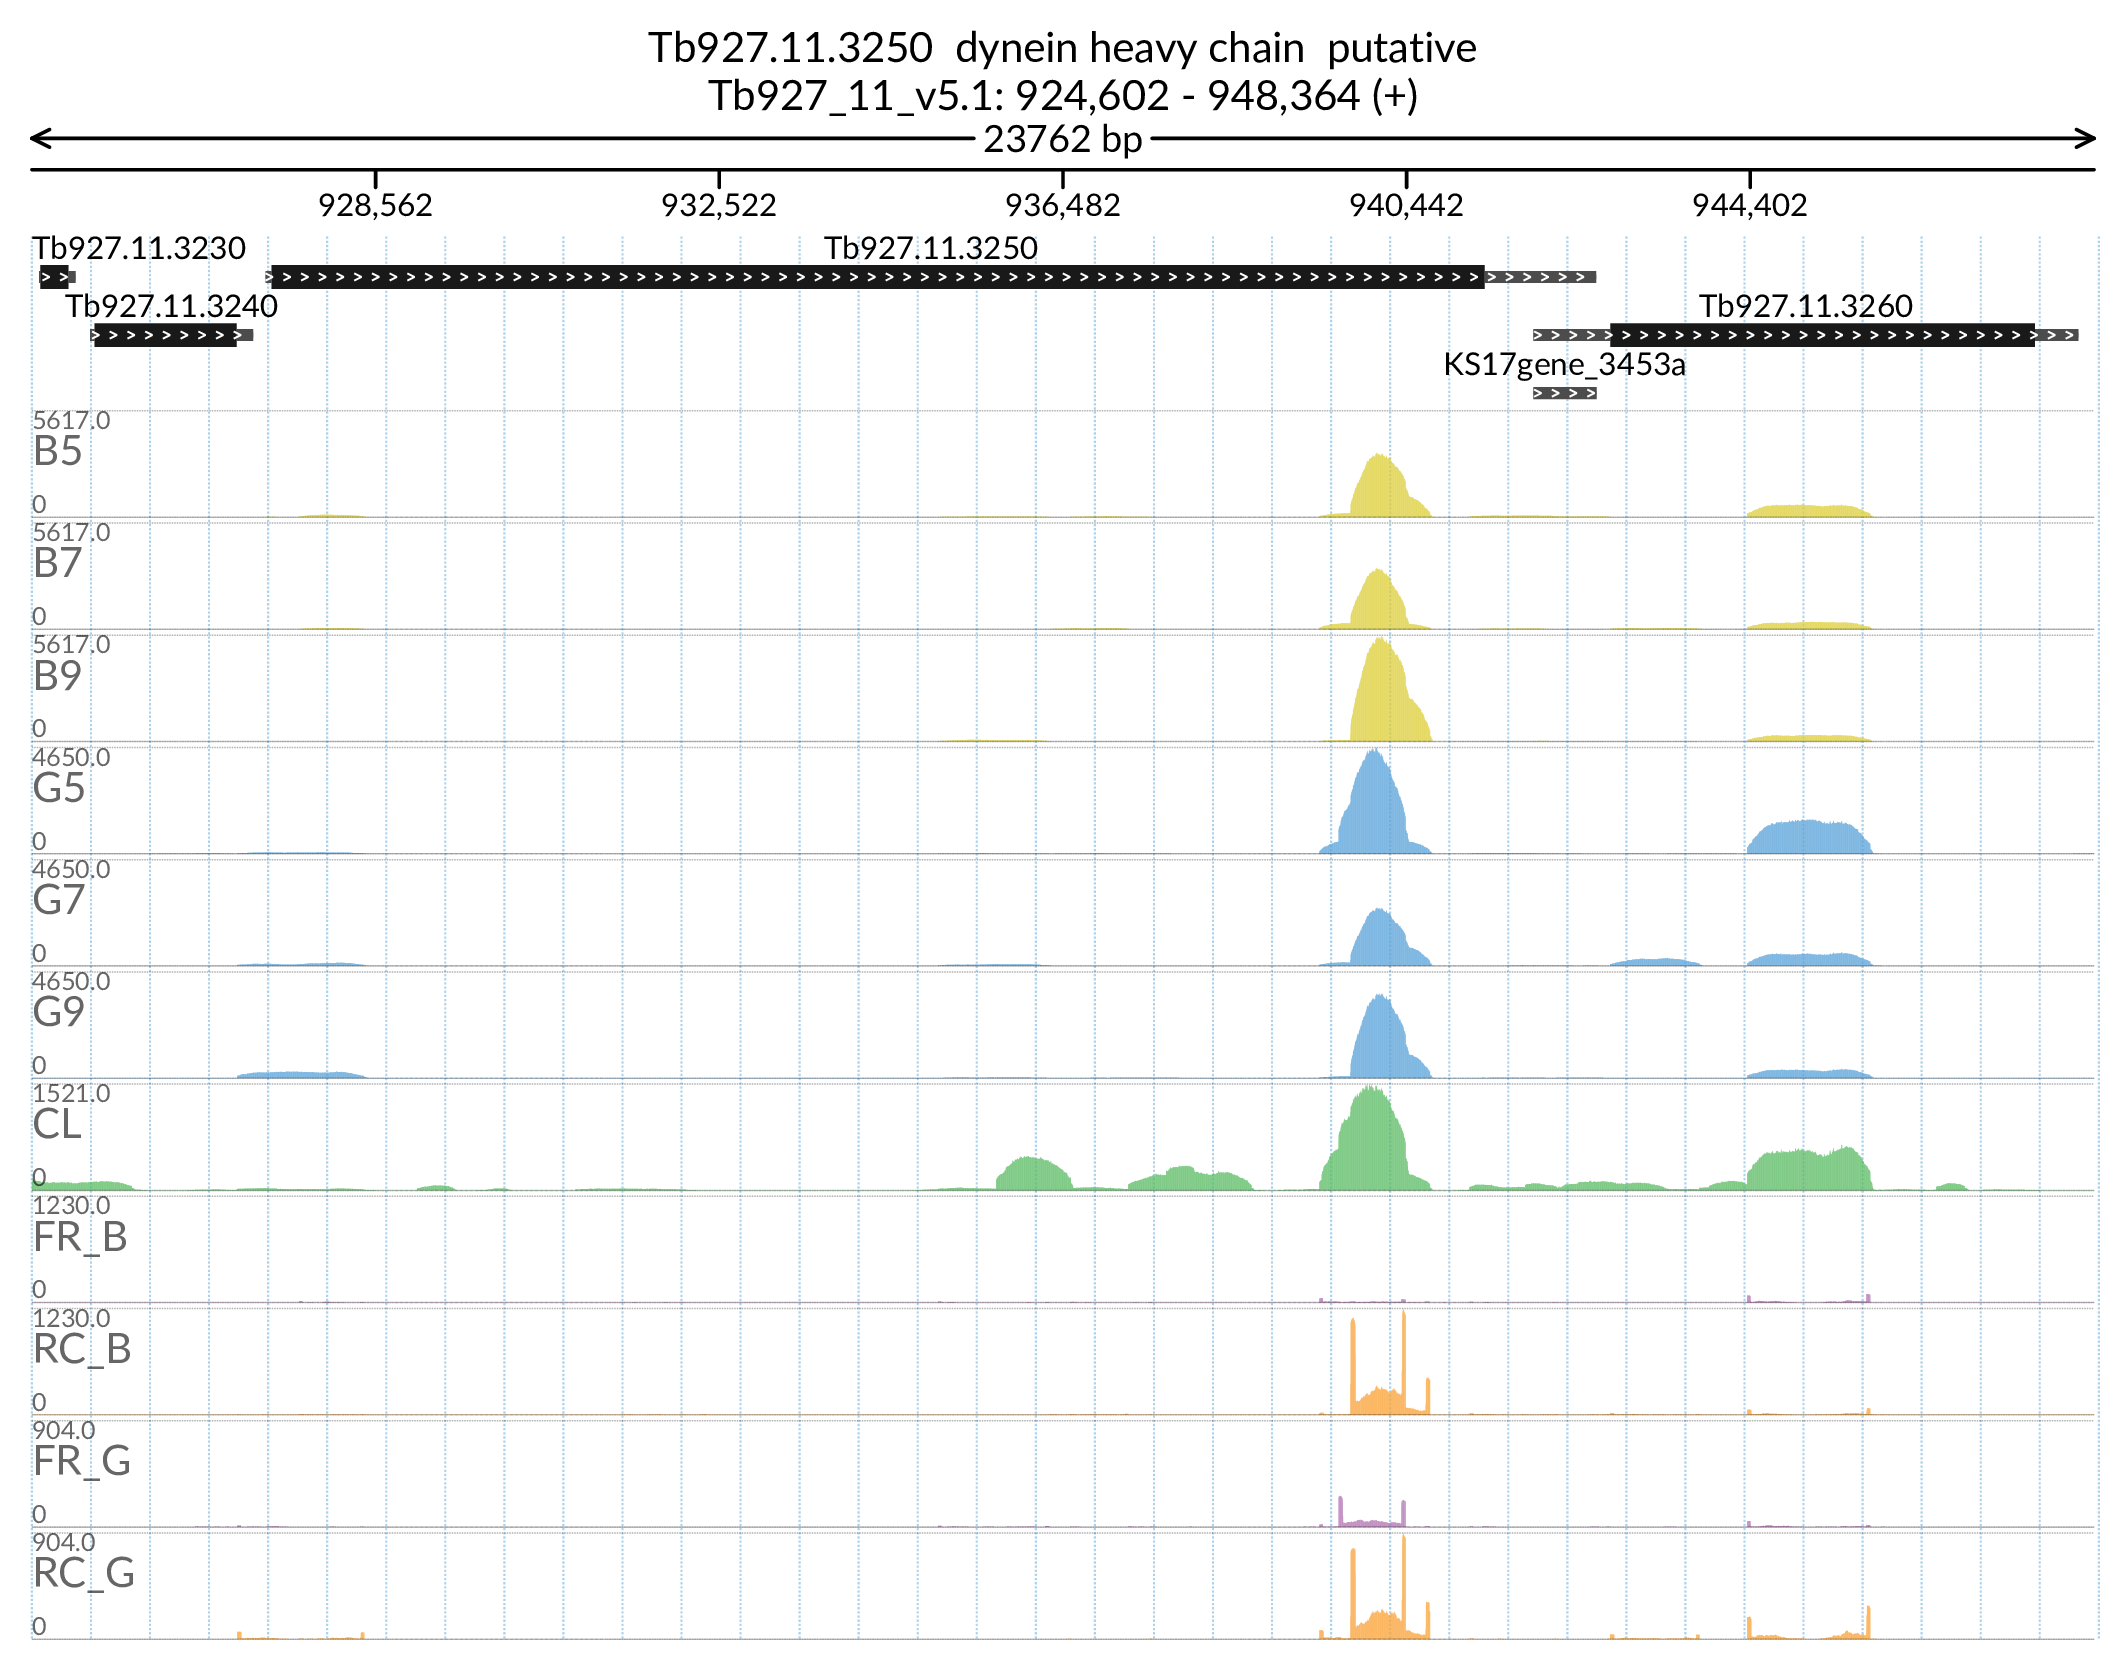 Tb927.11.3250  dynein heavy chain  putative
Tb927_11_v5.1: 924,602 - 948,364 (+)
23762 bp
928,562 932,522 936,482 940,442 944,402
Tb927.11.3230 Tb927.11.3250
Tb927.11.3240 Tb927.11.3260
KS17gene_3453a
5617.0
B5
0
5617.0
B7
0
5617.0
B9
0
4650.0
G5
0
4650.0
G7
0
4650.0
G9
0
1521.0
CL
0
1230.0
FR_B
0
1230.0
RC_B
0
904.0
FR_G
0
904.0
RC_G
0